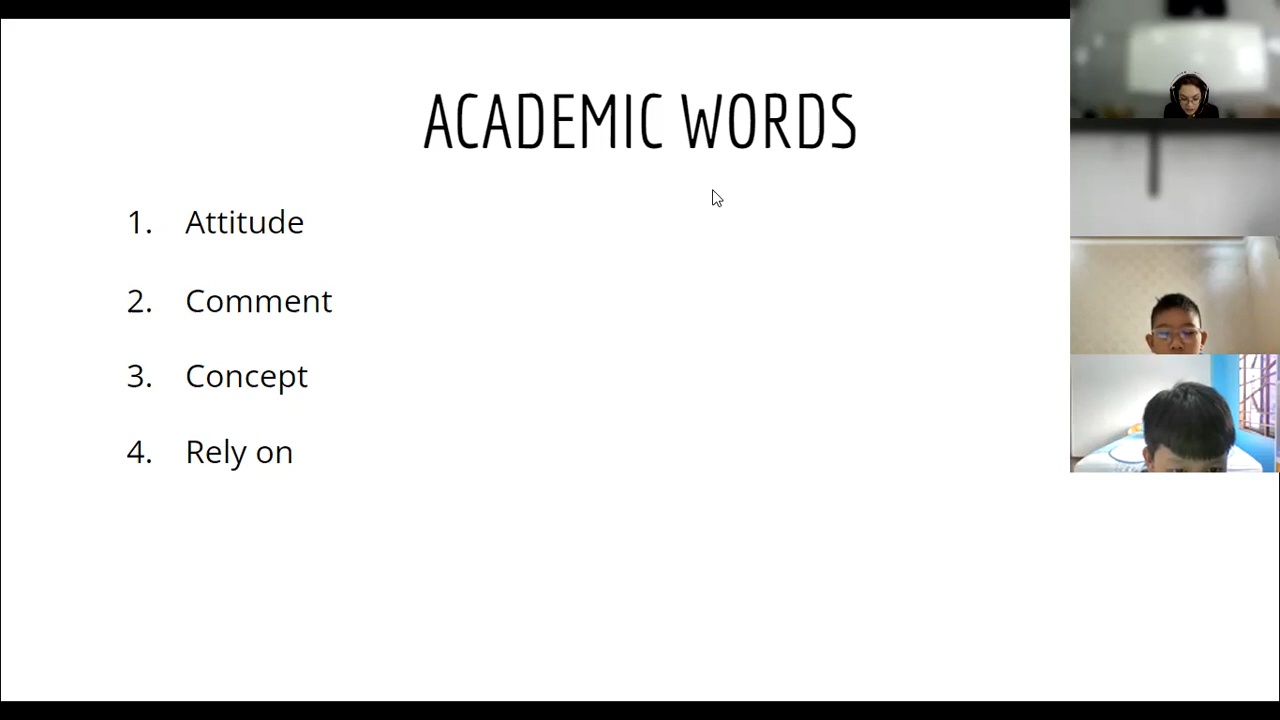 ACADEMIC WORDS
1. Attitude
2. Comment
3. Concept
4. Rely on